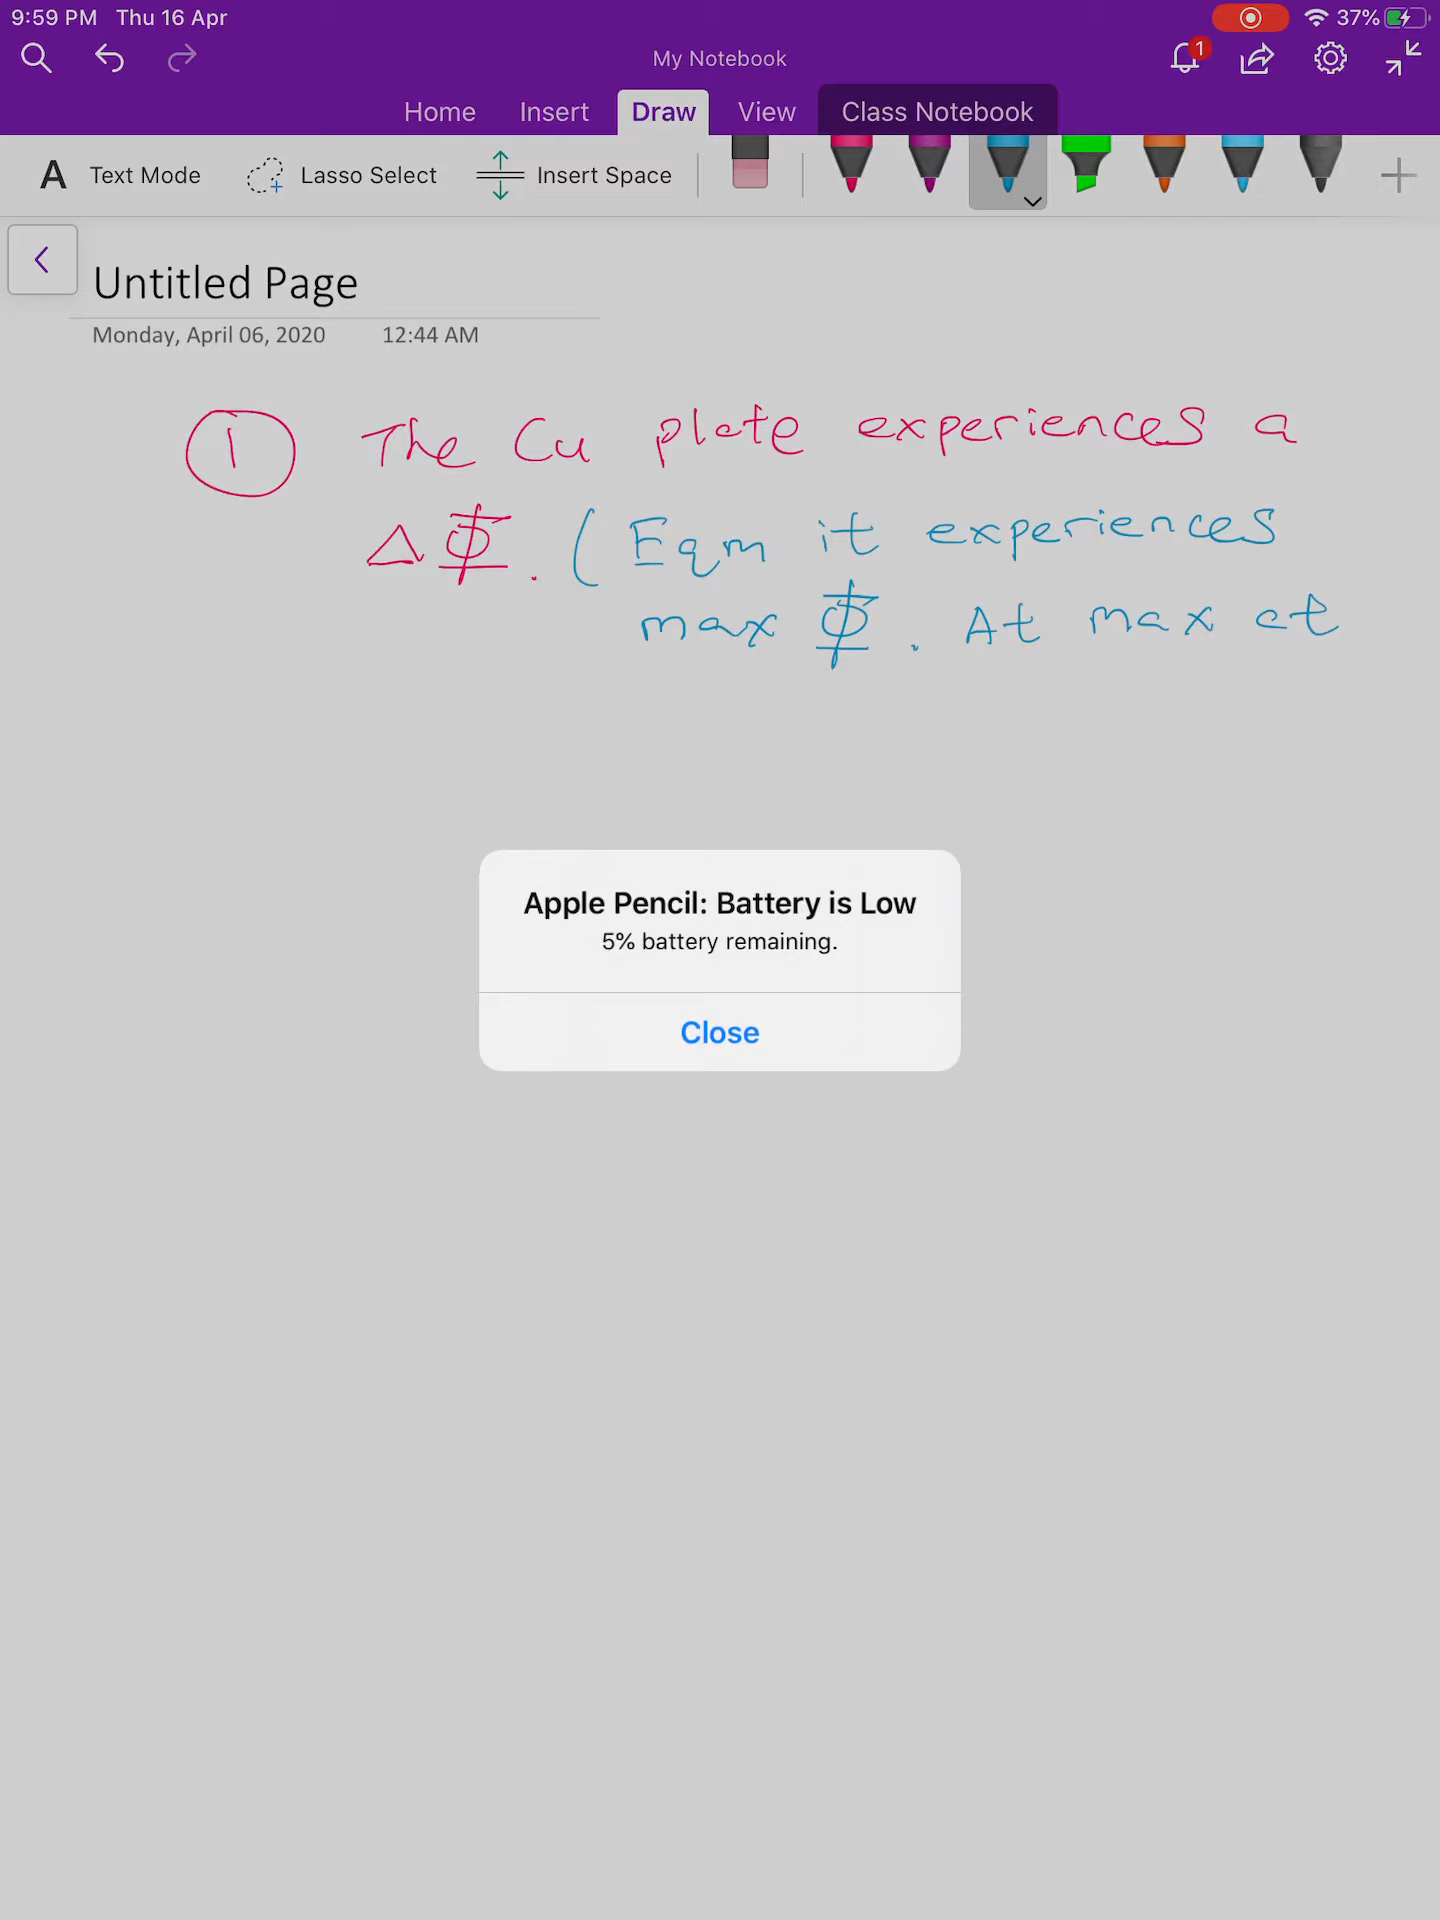 9:59 PM Thu 16 Apr 37%
My Notebook 1
Home Insert Draw View Class Notebook
A Text Mode Lasso Select Insert Space
Untitled Page
Monday, April 06, 2020 12:44 AM
① The Cu plate experiences a
ΔΦ. ( Eqm it experiences
max Φ. At max at
Apple Pencil: Battery is Low
5% battery remaining.
Close